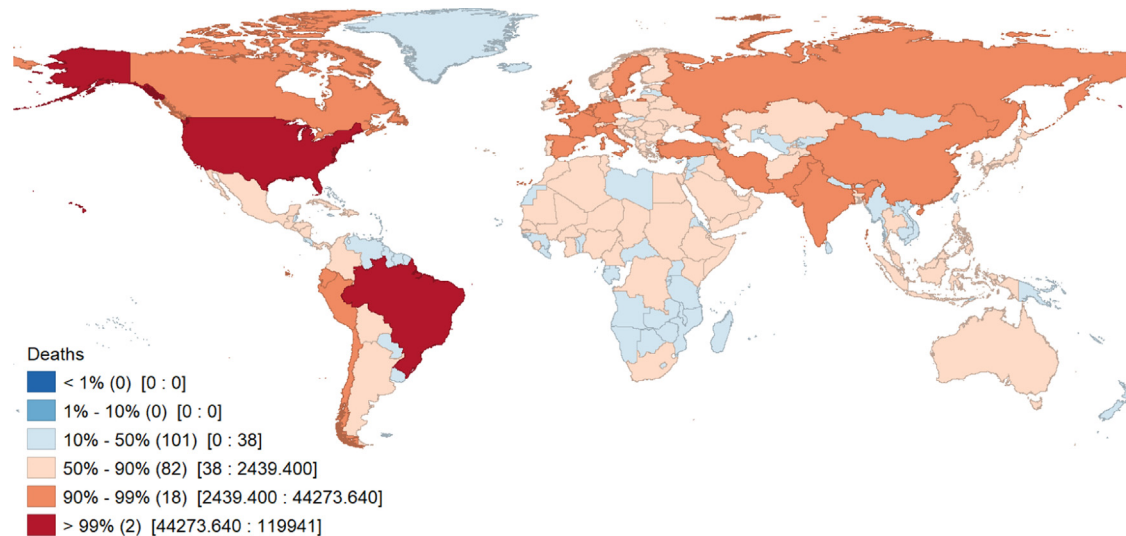 Deaths
< 1% (0) [0 : 0]
1% - 10% (0) [0 : 0]
10% - 50% (101) [0 : 38]
50% - 90% (82) [38 : 2439.400]
90% - 99% (18) [2439.400 : 44273.640]
> 99% (2) [44273.640 : 119941]